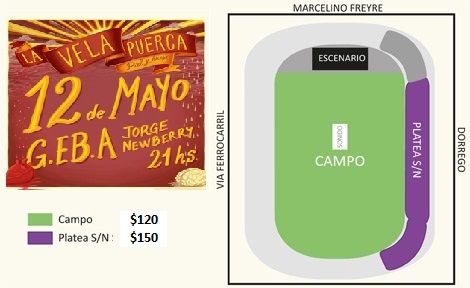 LA VELA PUERCA
12 de MAYO
G.E.B.A JORGE
NEWBERRY
21 hs.
Campo $120
Platea S/N: $150
MARCELINO FREYRE
ESCENARIO
VIA FERROCARRIL
SONIDO
CAMPO
PLATEA S/N
DORREGO